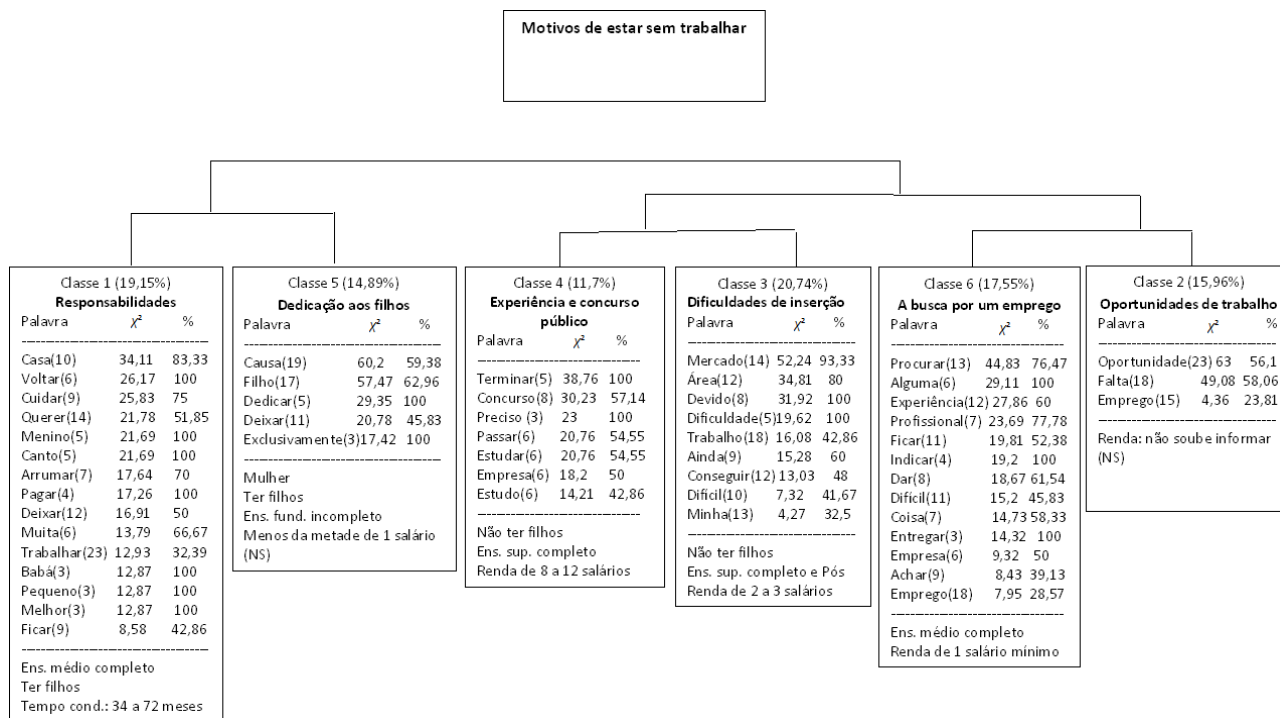 Motivos de estar sem trabalhar
Classe 1 (19,15%)
Responsabilidades
Palavra χ² %
Casa(10) 34,11 83,33
Voltar(6) 26,17 100
Cuidar(9) 25,83 75
Querer(14) 21,78 51,85
Menino(5) 21,69 100
Canto(5) 21,69 100
Arrumar(7) 17,64 70
Pagar(4) 17,26 100
Deixar(12) 16,91 50
Muita(6) 13,79 66,67
Trabalhar(23) 12,93 32,39
Babá(3) 12,87 100
Pequeno(3) 12,87 100
Melhor(3) 12,87 100
Ficar(9) 8,58 42,86
Ens. médio completo
Ter filhos
Tempo cond.: 34 a 72 meses
Classe 5 (14,89%)
Dedicação aos filhos
Palavra χ² %
Causa(19) 60,2 59,38
Filho(17) 57,47 62,96
Dedicar(5) 29,35 100
Deixar(11) 20,78 45,83
Exclusivamente(3)17,42 100
Mulher
Ter filhos
Ens. fund. incompleto
Menos da metade de 1 salário
(NS)
Classe 4 (11,7%)
Experiência e concurso
público
Palavra χ² %
Terminar(5) 38,76 100
Concurso(8) 30,23 57,14
Preciso (3) 23 100
Passar(6) 20,76 54,55
Estudar(6) 20,76 54,55
Empresa(6) 18,2 50
Estudo(6) 14,21 42,86
Não ter filhos
Ens. sup. completo
Renda de 8 a 12 salários
Classe 3 (20,74%)
Dificuldades de inserção
Palavra χ² %
Mercado(14) 52,24 93,33
Área(12) 34,81 80
Devido(8) 31,92 100
Dificuldade(5)19,62 100
Trabalho(18) 16,08 42,86
Ainda(9) 15,28 60
Conseguir(12) 13,03 48
Difícil(10) 7,32 41,67
Minha(13) 4,27 32,5
Não ter filhos
Ens. sup. completo e Pós
Renda de 2 a 3 salários
Classe 6 (17,55%)
A busca por um emprego
Palavra χ² %
Procurar(13) 44,83 76,47
Alguma(6) 29,11 100
Experiência(12) 27,86 60
Profissional(7) 23,69 77,78
Ficar(11) 19,81 52,38
Indicar(4) 19,2 100
Dar(8) 18,67 61,54
Difícil(11) 15,2 45,83
Coisa(7) 14,73 58,33
Entregar(3) 14,32 100
Empresa(6) 9,32 50
Achar(9) 8,43 39,13
Emprego(18) 7,95 28,57
Ens. médio completo
Renda de 1 salário mínimo
Classe 2 (15,96%)
Oportunidades de trabalho
Palavra χ² %
Oportunidade(23) 63 56,1
Falta(18) 49,08 58,06
Emprego(15) 4,36 23,81
Renda: não soube informar
(NS)